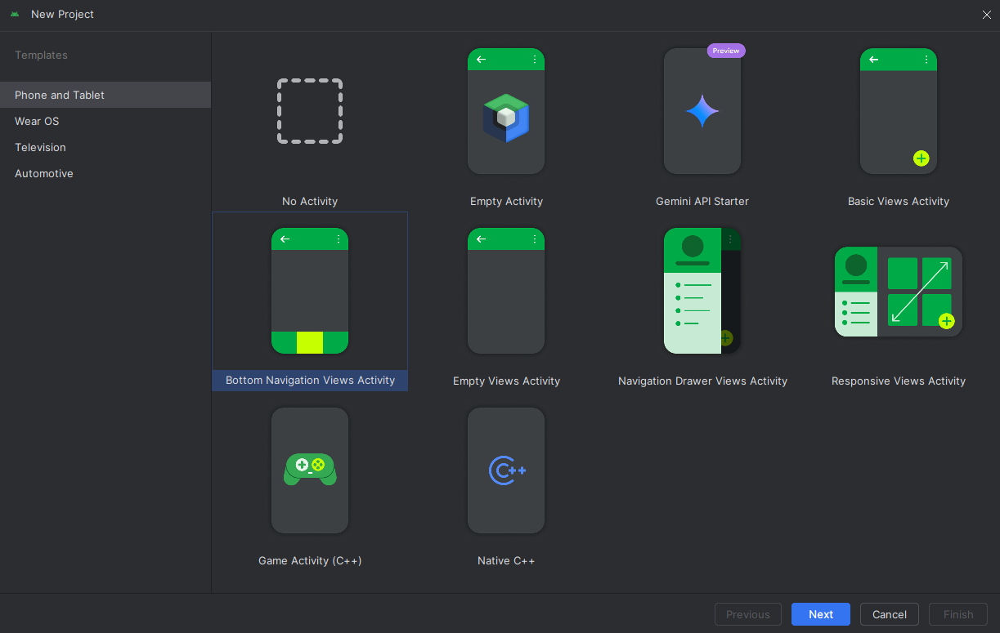 New Project
Templates
Phone and Tablet
Wear OS
Television
Automotive
Preview
No Activity
Empty Activity
Gemini API Starter
Basic Views Activity
Bottom Navigation Views Activity
Empty Views Activity
Navigation Drawer Views Activity
Responsive Views Activity
C++
Game Activity (C++)
Native C++
Previous
Next
Cancel
Finish